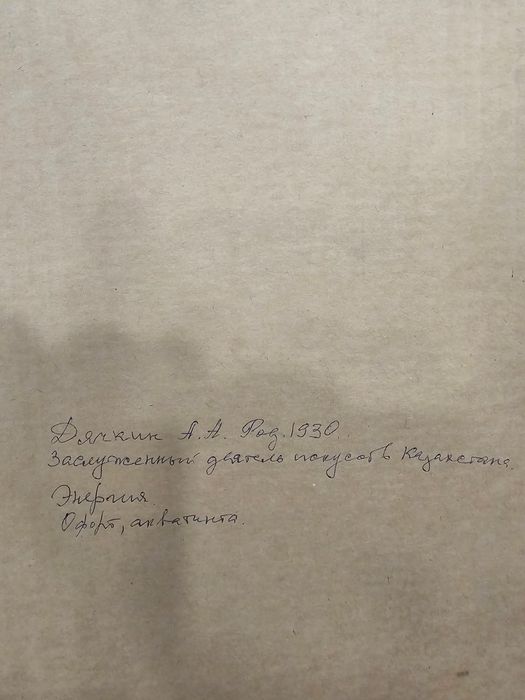 Дячкин А.А. Род. 1930.
Заслуженный деятель искусств Казахстана.
Энергия
Офорт, акватинта.